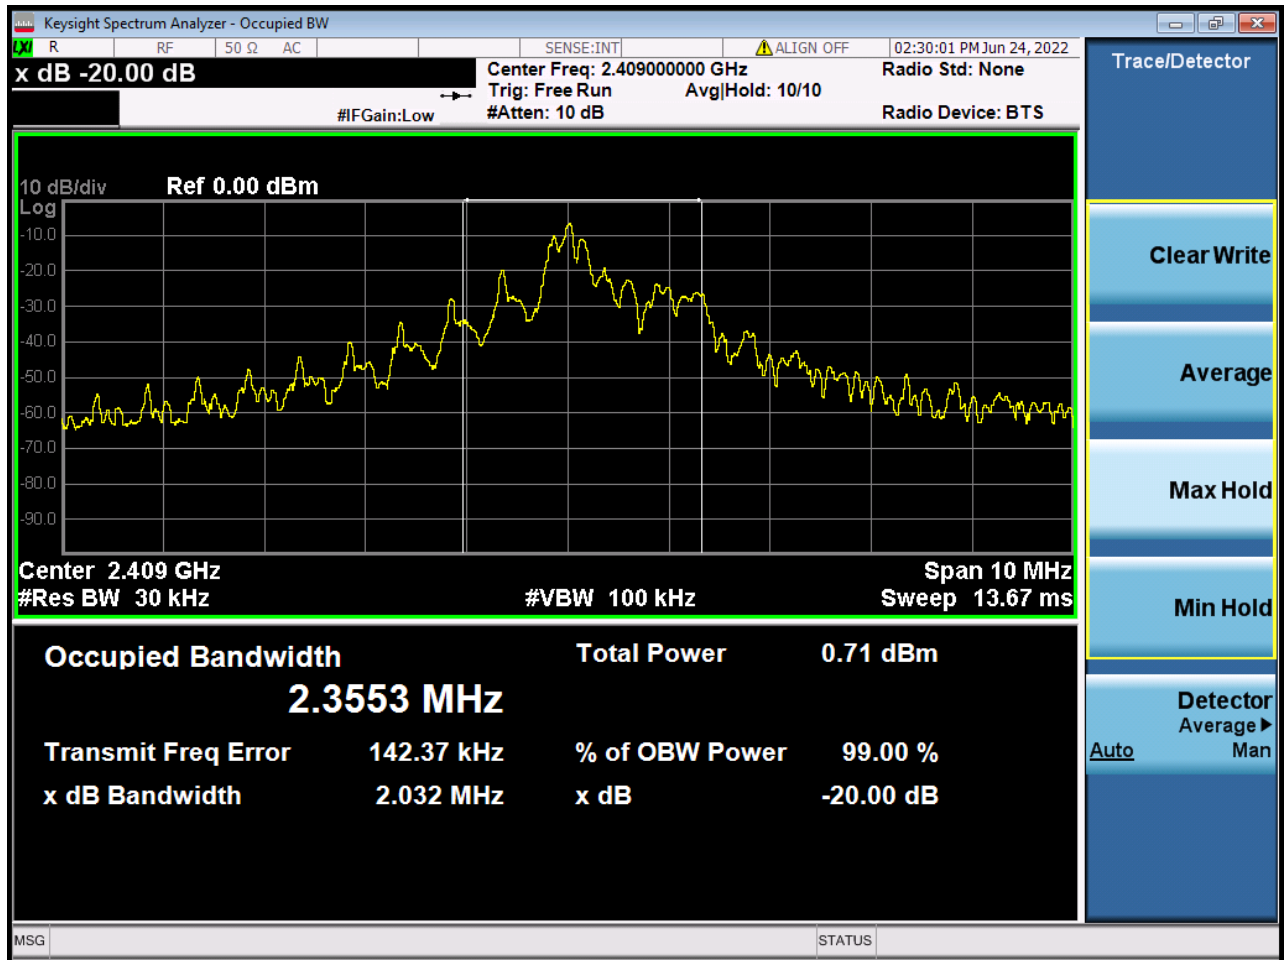 Keysight Spectrum Analyzer - Occupied BW
LXI R RF 50 Ω AC SENSE:INT ALIGN OFF 02:30:01 PM Jun 24, 2022
x dB -20.00 dB
Center Freq: 2.409000000 GHz Radio Std: None
Trig: Free Run Avg|Hold: 10/10
#IFGain:Low #Atten: 10 dB Radio Device: BTS
Trace/Detector
10 dB/div Ref 0.00 dBm
Log
-10.0
-20.0
-30.0
-40.0
-50.0
-60.0
-70.0
-80.0
-90.0
Center 2.409 GHz Span 10 MHz
#Res BW 30 kHz #VBW 100 kHz Sweep 13.67 ms
Occupied Bandwidth Total Power 0.71 dBm
2.3553 MHz
Transmit Freq Error 142.37 kHz % of OBW Power 99.00 %
x dB Bandwidth 2.032 MHz x dB -20.00 dB
Clear Write
Average
Max Hold
Min Hold
Detector
Average
Auto Man
MSG STATUS